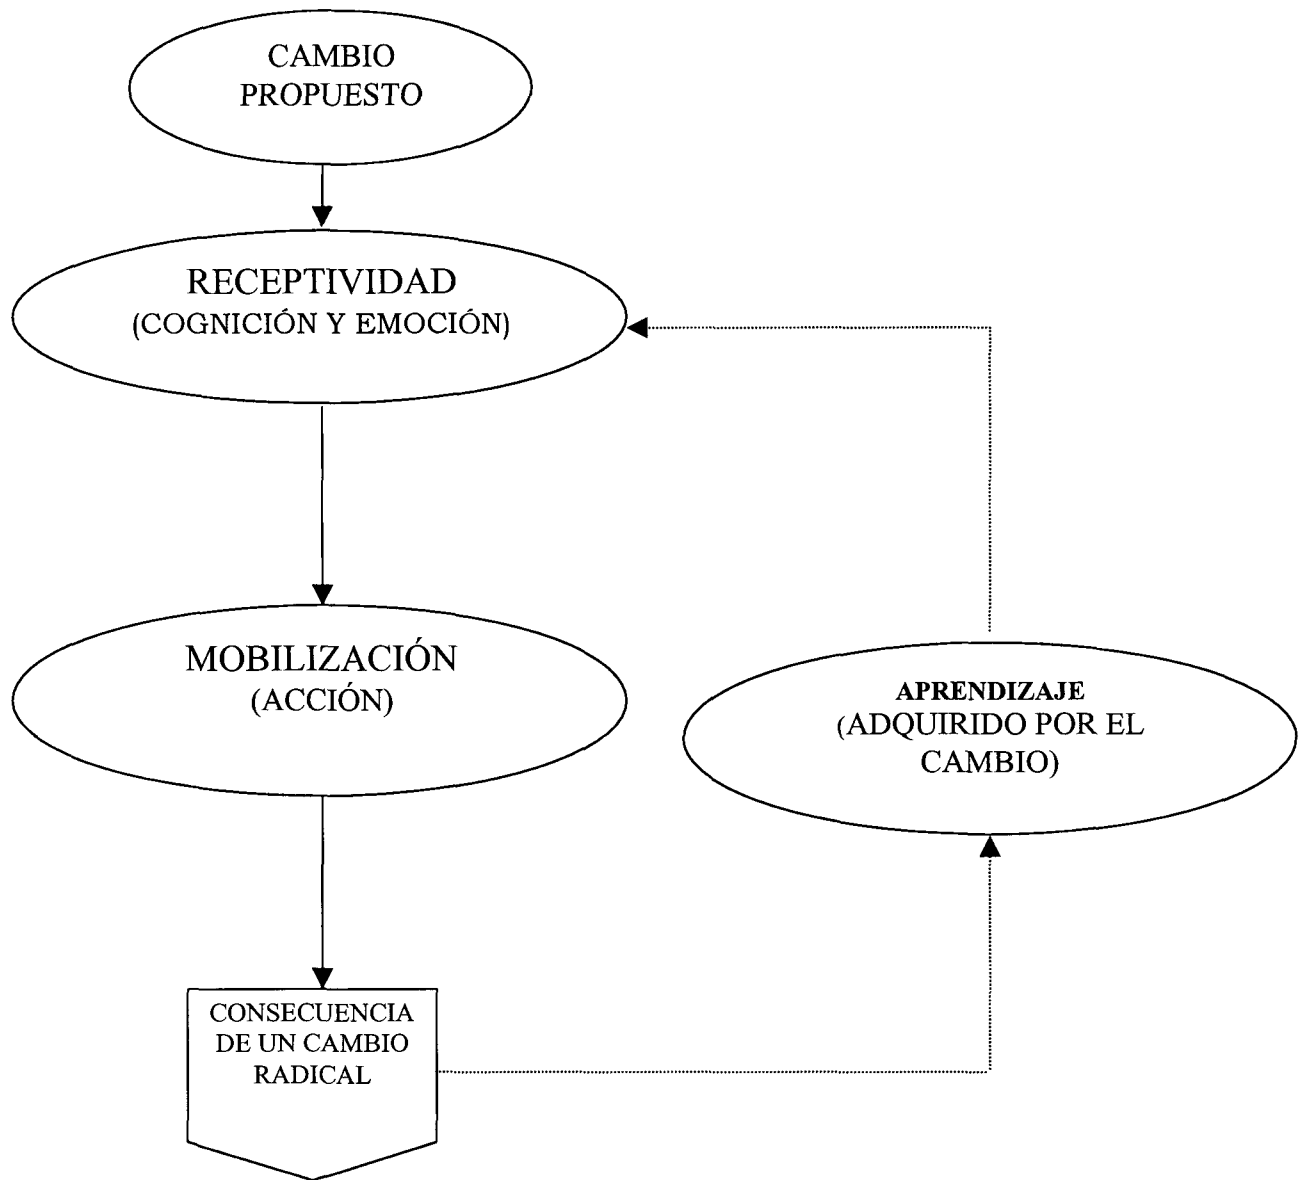 CAMBIO
PROPUESTO
RECEPTIVIDAD
(COGNICIÓN Y EMOCIÓN)
MOBILIZACIÓN
(ACCIÓN)
APRENDIZAJE
(ADQUIRIDO POR EL
CAMBIO)
CONSECUENCIA
DE UN CAMBIO
RADICAL